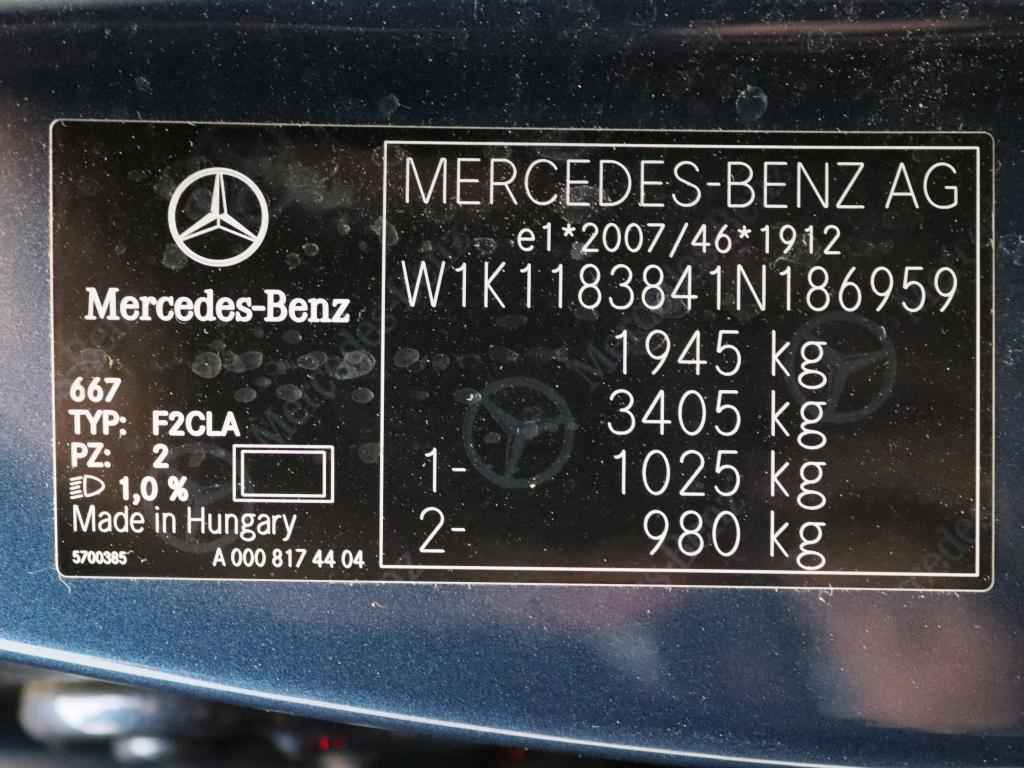 Mercedes-Benz
667
TYP: F2CLA
PZ: 2
1,0 %
Made in Hungary
5700385 A 000 817 44 04
MERCEDES-BENZ AG
e1*2007/46*1912
W1K1183841N186959
1945 kg
3405 kg
1- 1025 kg
2- 980 kg